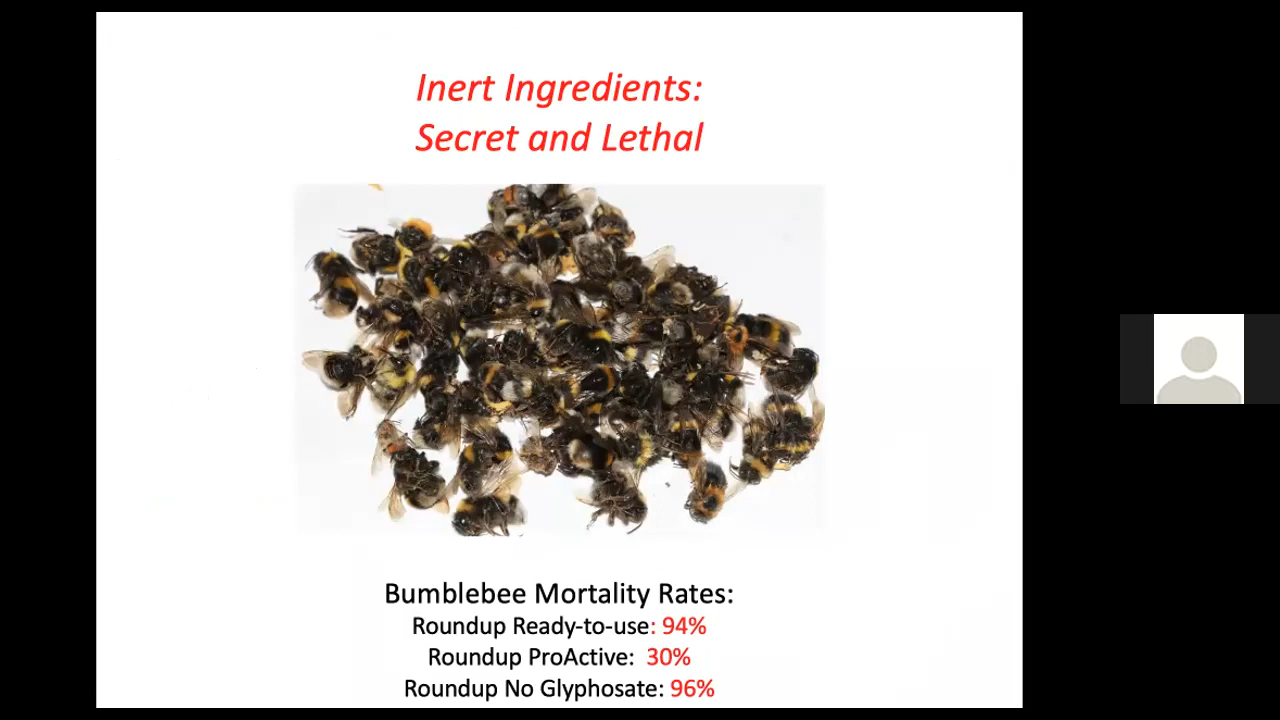 Inert Ingredients:
Secret and Lethal
Bumblebee Mortality Rates:
Roundup Ready-to-use: 94%
Roundup ProActive: 30%
Roundup No Glyphosate: 96%